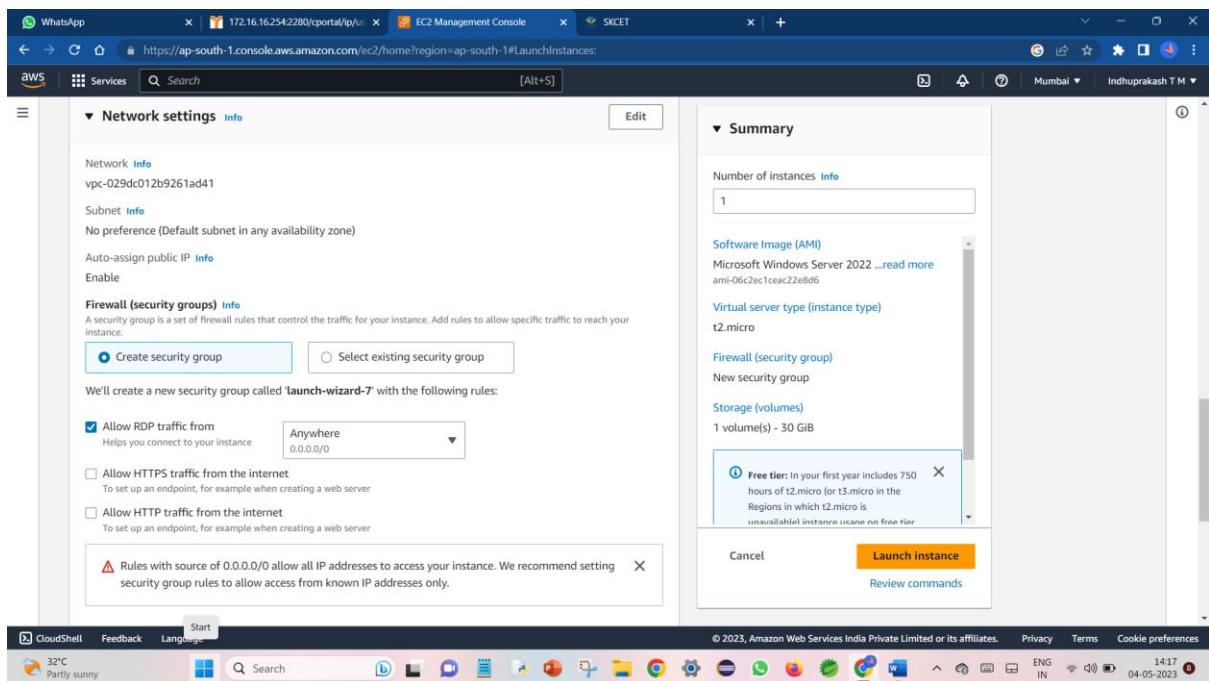 WhatsApp
172.16.16.254:2280/cportal/ip/u
EC2 Management Console
SKCET
https://ap-south-1.console.aws.amazon.com/ec2/home?region=ap-south-1#LaunchInstances:
aws
Services
Search
[Alt+S]
Mumbai
Indhuprakash T M
Network settings Info
Edit
Network Info
vpc-029dc012b9261ad41
Subnet Info
No preference (Default subnet in any availability zone)
Auto-assign public IP Info
Enable
Firewall (security groups) Info
A security group is a set of firewall rules that control the traffic for your instance. Add rules to allow specific traffic to reach your
instance.
Create security group
Select existing security group
We'll create a new security group called 'launch-wizard-7' with the following rules:
Allow RDP traffic from
Helps you connect to your instance
Anywhere
0.0.0.0/0
Allow HTTPS traffic from the internet
To set up an endpoint, for example when creating a web server
Allow HTTP traffic from the internet
To set up an endpoint, for example when creating a web server
Rules with source of 0.0.0.0/0 allow all IP addresses to access your instance. We recommend setting
security group rules to allow access from known IP addresses only.
Summary
Number of instances Info
1
Software Image (AMI)
Microsoft Windows Server 2022 ...read more
ami-06c2ec1ceac22e8d6
Virtual server type (instance type)
t2.micro
Firewall (security group)
New security group
Storage (volumes)
1 volume(s) - 30 GiB
Free tier: In your first year includes 750
hours of t2.micro (or t3.micro in the
Regions in which t2.micro is
unavailable) instance usage on free tier
Cancel
Launch instance
Review commands
Start
CloudShell
Feedback
Language
© 2023, Amazon Web Services India Private Limited or its affiliates.
Privacy
Terms
Cookie preferences
32°C
Partly sunny
Search
ENG
IN
14:17
04-05-2023
8